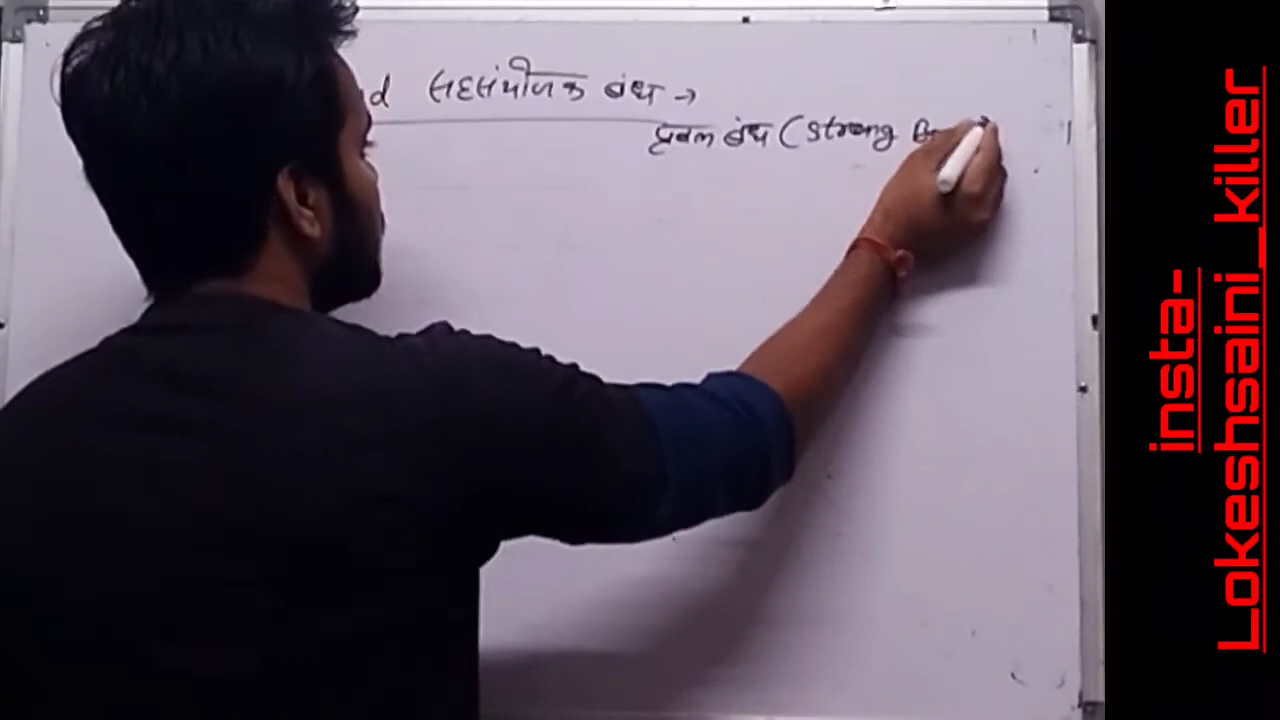 सहसंयोजक बंध →
प्रबल बंध (strong
insta-
Lokeshsaini_killer